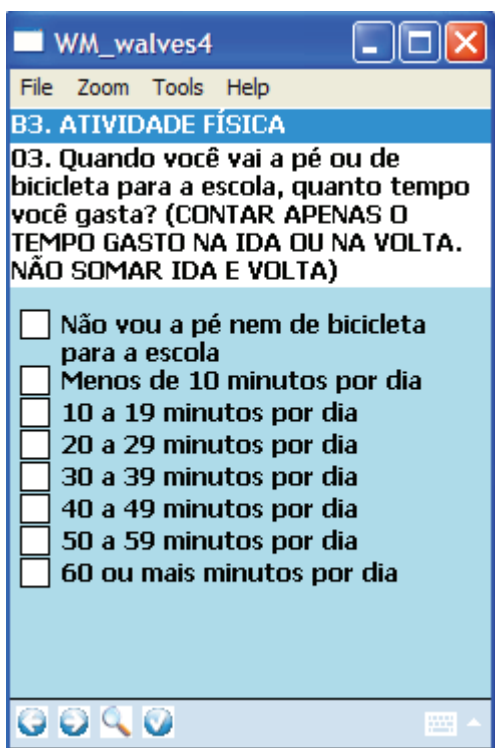 WM_walves4
File Zoom Tools Help
B3. ATIVIDADE FÍSICA
03. Quando você vai a pé ou de
bicicleta para a escola, quanto tempo
você gasta? (CONTAR APENAS O
TEMPO GASTO NA IDA OU NA VOLTA.
NÃO SOMAR IDA E VOLTA)
Não vou a pé nem de bicicleta
para a escola
Menos de 10 minutos por dia
10 a 19 minutos por dia
20 a 29 minutos por dia
30 a 39 minutos por dia
40 a 49 minutos por dia
50 a 59 minutos por dia
60 ou mais minutos por dia